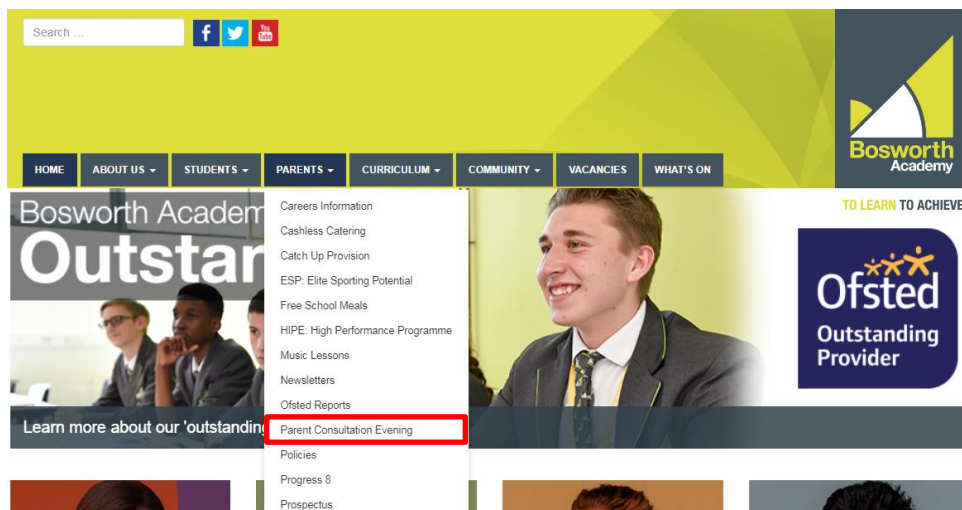 Search ...
f
You
Tube
Bosworth
Academy
HOME ABOUT US STUDENTS PARENTS CURRICULUM COMMUNITY VACANCIES WHAT'S ON
TO LEARN TO ACHIEVE
Bosworth
Outstan
Careers Information
Cashless Catering
Catch Up Provision
ESP: Elite Sporting Potential
Free School Meals
HIPE: High Performance Programme
Music Lessons
Newsletters
Ofsted Reports
Parent Consultation Evening
Policies
Progress 8
Prospectus
Ofsted
Outstanding
Provider
Learn more about our 'outstanding